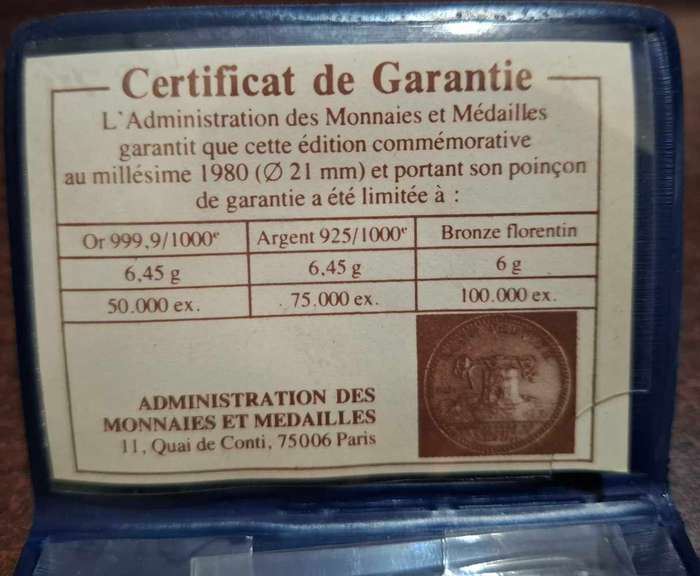 Certificat de Garantie
L'Administration des Monnaies et Médailles
garantit que cette édition commémorative
au millésime 1980 (Ø 21 mm) et portant son poinçon
de garantie a été limitée à :
Or 999,9/1000e Argent 925/1000e Bronze florentin
6,45 g 6,45 g 6 g
50.000 ex. 75.000 ex. 100.000 ex.
ADMINISTRATION DES
MONNAIES ET MEDAILLES
11, Quai de Conti, 75006 Paris